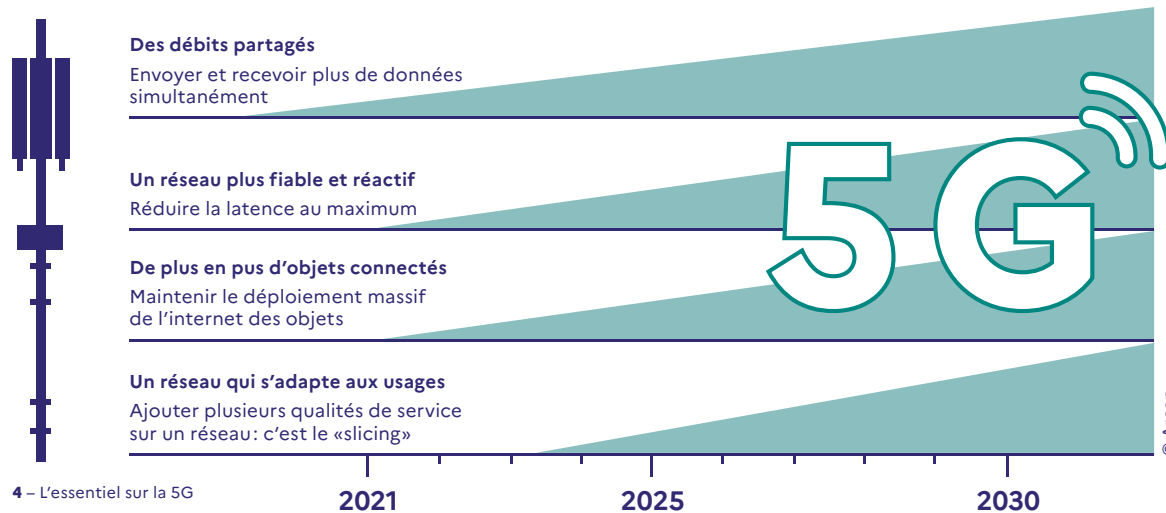 Des débits partagés
Envoyer et recevoir plus de données
simultanément
Un réseau plus fiable et réactif
Réduire la latence au maximum
De plus en pus d'objets connectés
Maintenir le déploiement massif
de l'internet des objets
Un réseau qui s'adapte aux usages
Ajouter plusieurs qualités de service
sur un réseau : c'est le «slicing»
5G
2021
2025
2030
4 – L'essentiel sur la 5G